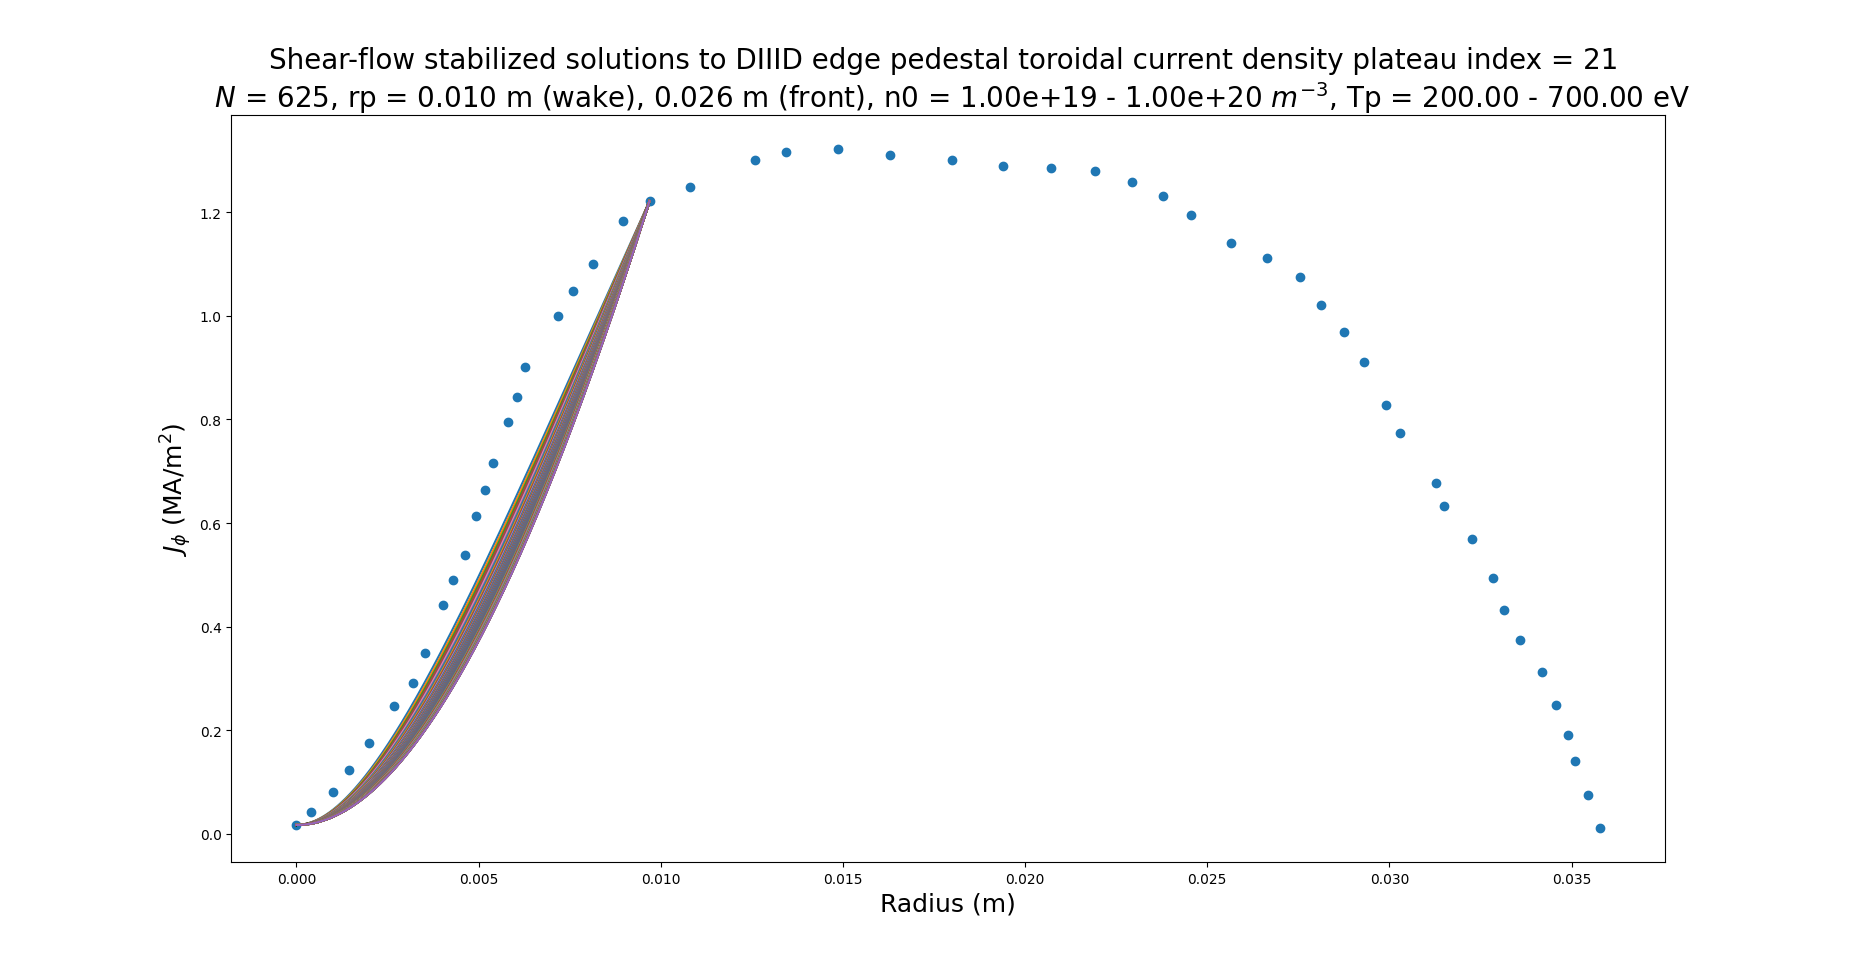 Shear-flow stabilized solutions to DIIID edge pedestal toroidal current density plateau index = 21
N = 625, rp = 0.010 m (wake), 0.026 m (front), n0 = 1.00e+19 - 1.00e+20 m⁻³, Tp = 200.00 - 700.00 eV
J_ϕ (MA/m²)
1.2
1.0
0.8
0.6
0.4
0.2
0.0
0.000 0.005 0.010 0.015 0.020 0.025 0.030 0.035
Radius (m)